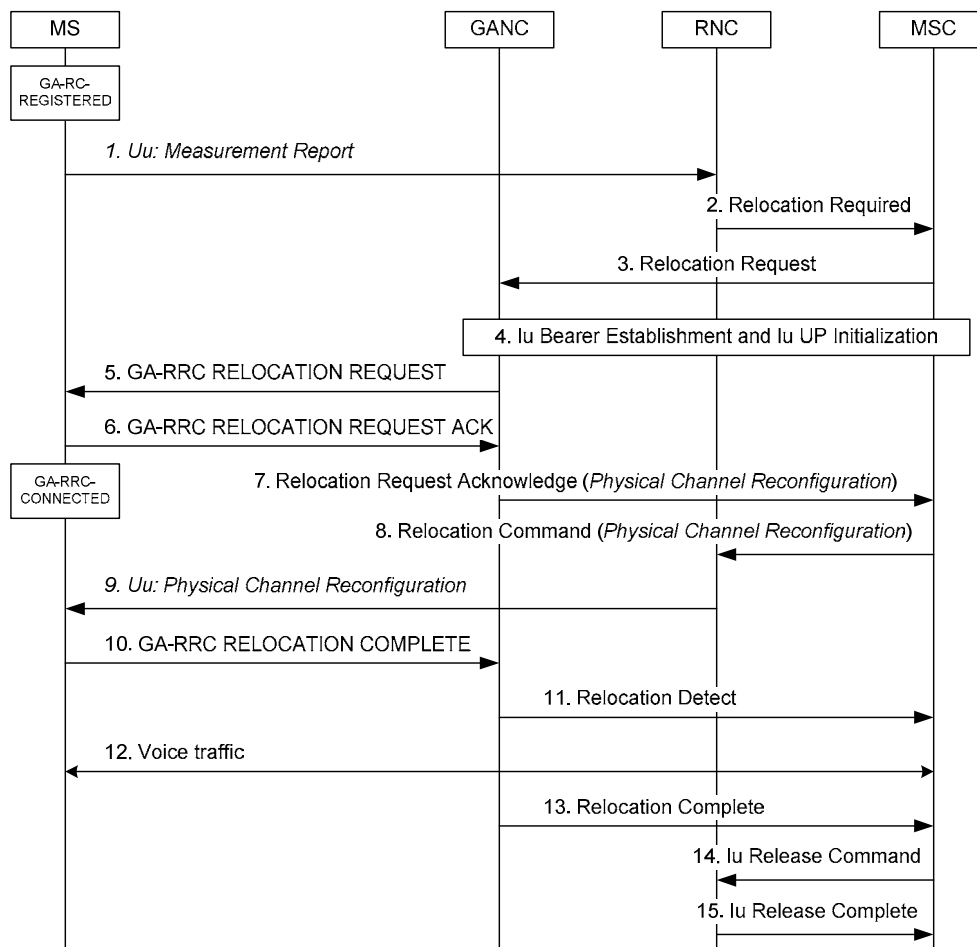 MS
GANC
RNC
MSC
GA-RC-
REGISTERED
1. Uu: Measurement Report
2. Relocation Required
3. Relocation Request
4. Iu Bearer Establishment and Iu UP Initialization
5. GA-RRC RELOCATION REQUEST
6. GA-RRC RELOCATION REQUEST ACK
GA-RRC-
CONNECTED
7. Relocation Request Acknowledge (Physical Channel Reconfiguration)
8. Relocation Command (Physical Channel Reconfiguration)
9. Uu: Physical Channel Reconfiguration
10. GA-RRC RELOCATION COMPLETE
11. Relocation Detect
12. Voice traffic
13. Relocation Complete
14. Iu Release Command
15. Iu Release Complete